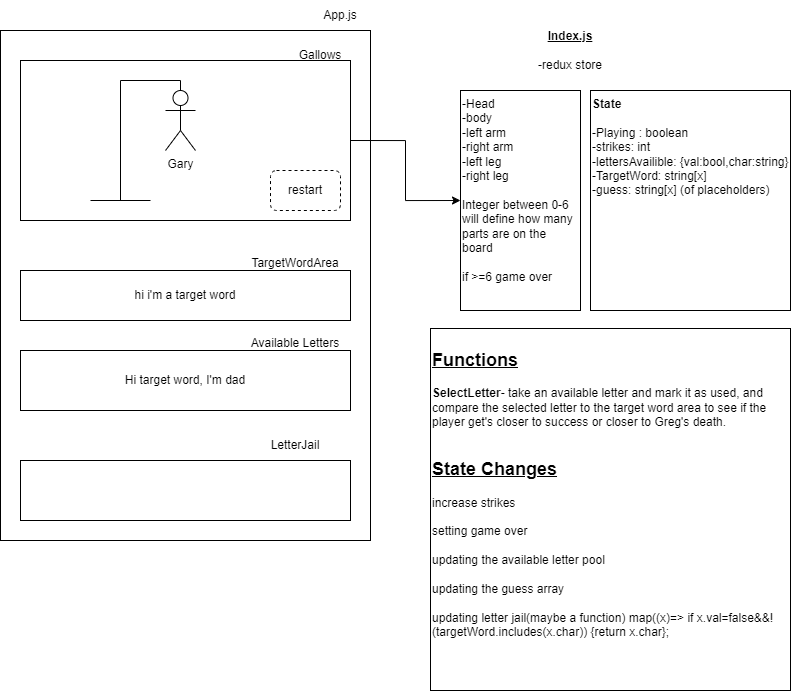 App.js
Gallows
Gary
restart
TargetWordArea
hi i'm a target word
Available Letters
Hi target word, I'm dad
LetterJail
Index.js
-redux store
-Head
-body
-left arm
-right arm
-left leg
-right leg
Integer between 0-6
will define how many
parts are on the
board
if >=6 game over
State
-Playing : boolean
-strikes: int
-lettersAvailible: {val:bool,char:string}
-TargetWord: string[x]
-guess: string[x] (of placeholders)
Functions
SelectLetter- take an available letter and mark it as used, and
compare the selected letter to the target word area to see if the
player get's closer to success or closer to Greg's death.
State Changes
increase strikes
setting game over
updating the available letter pool
updating the guess array
updating letter jail(maybe a function) map((x)=> if x.val=false&&!
(targetWord.includes(x.char)) {return x.char};